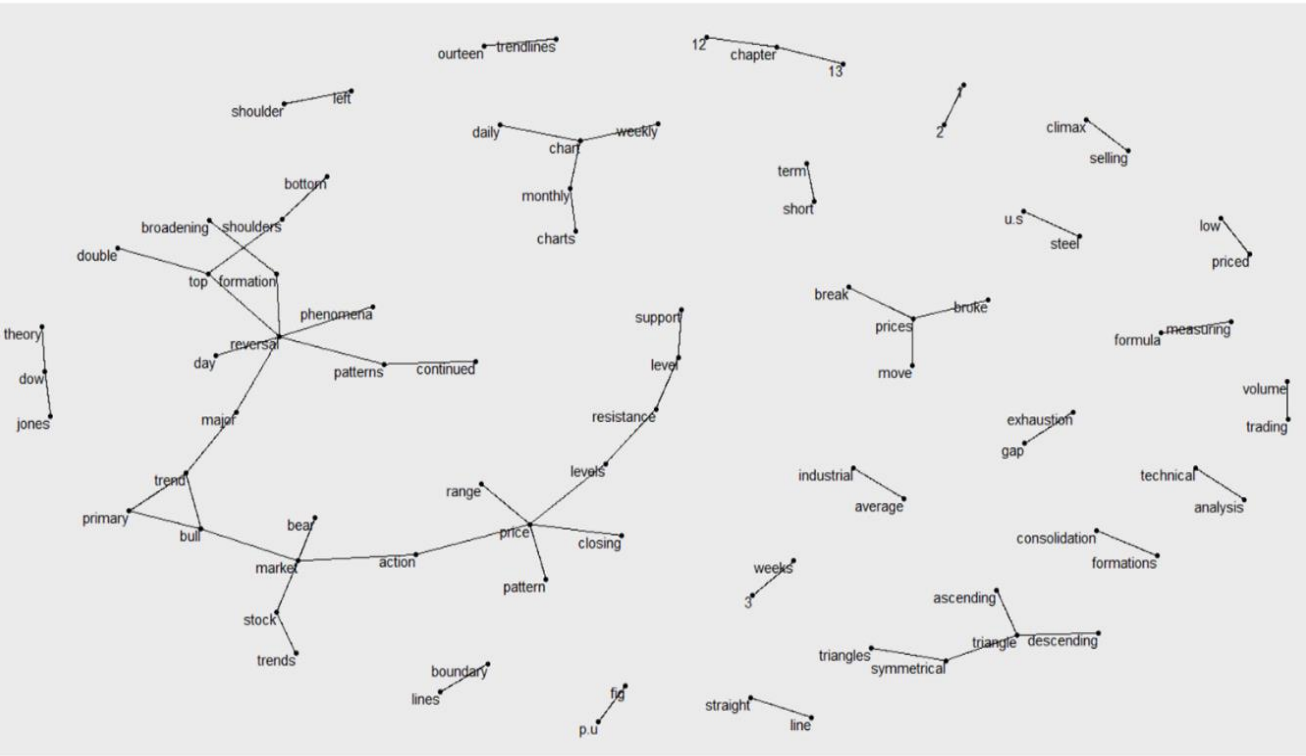 ourteen
trendlines
12
chapter
13
1
2
shoulder
left
daily
weekly
chart
monthly
charts
climax
selling
term
short
bottom
broadening
shoulders
double
top
formation
u.s
steel
low
priced
phenomena
reversal
day
patterns
continued
theory
dow
jones
support
level
resistance
levels
break
broke
prices
move
formula
measuring
volume
trading
major
trend
primary
bull
bear
market
action
stock
trends
range
price
closing
pattern
exhaustion
gap
industrial
average
technical
analysis
consolidation
formations
weeks
3
ascending
triangle
descending
triangles
symmetrical
boundary
lines
fig
p.u
straight
line